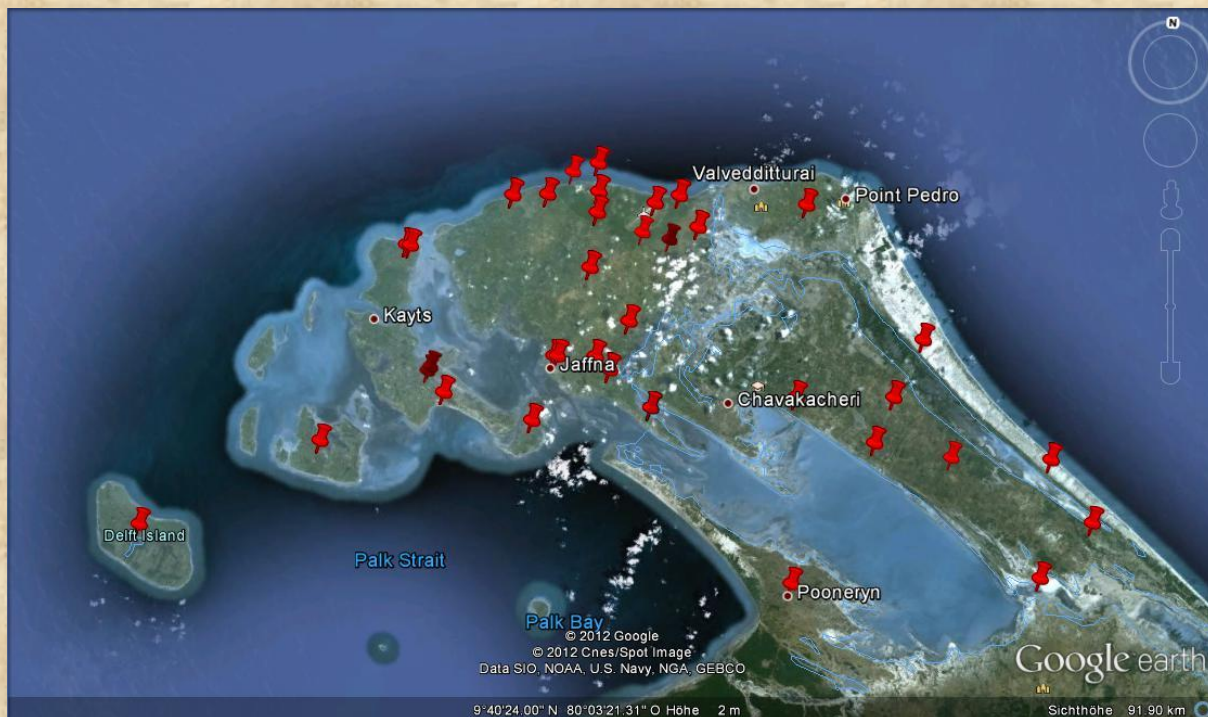 N
Valvedditturai
Point Pedro
Kayts
Jaffna
Chavakacheri
Delft Island
Palk Strait
Pooneryn
Palk Bay
© 2012 Google
© 2012 Cnes/Spot Image
Data SIO, NOAA, U.S. Navy, NGA, GEBCO
Google earth
9°40'24.00" N 80°03'21.31" O Höhe 2 m
Sichthöhe 91.90 km